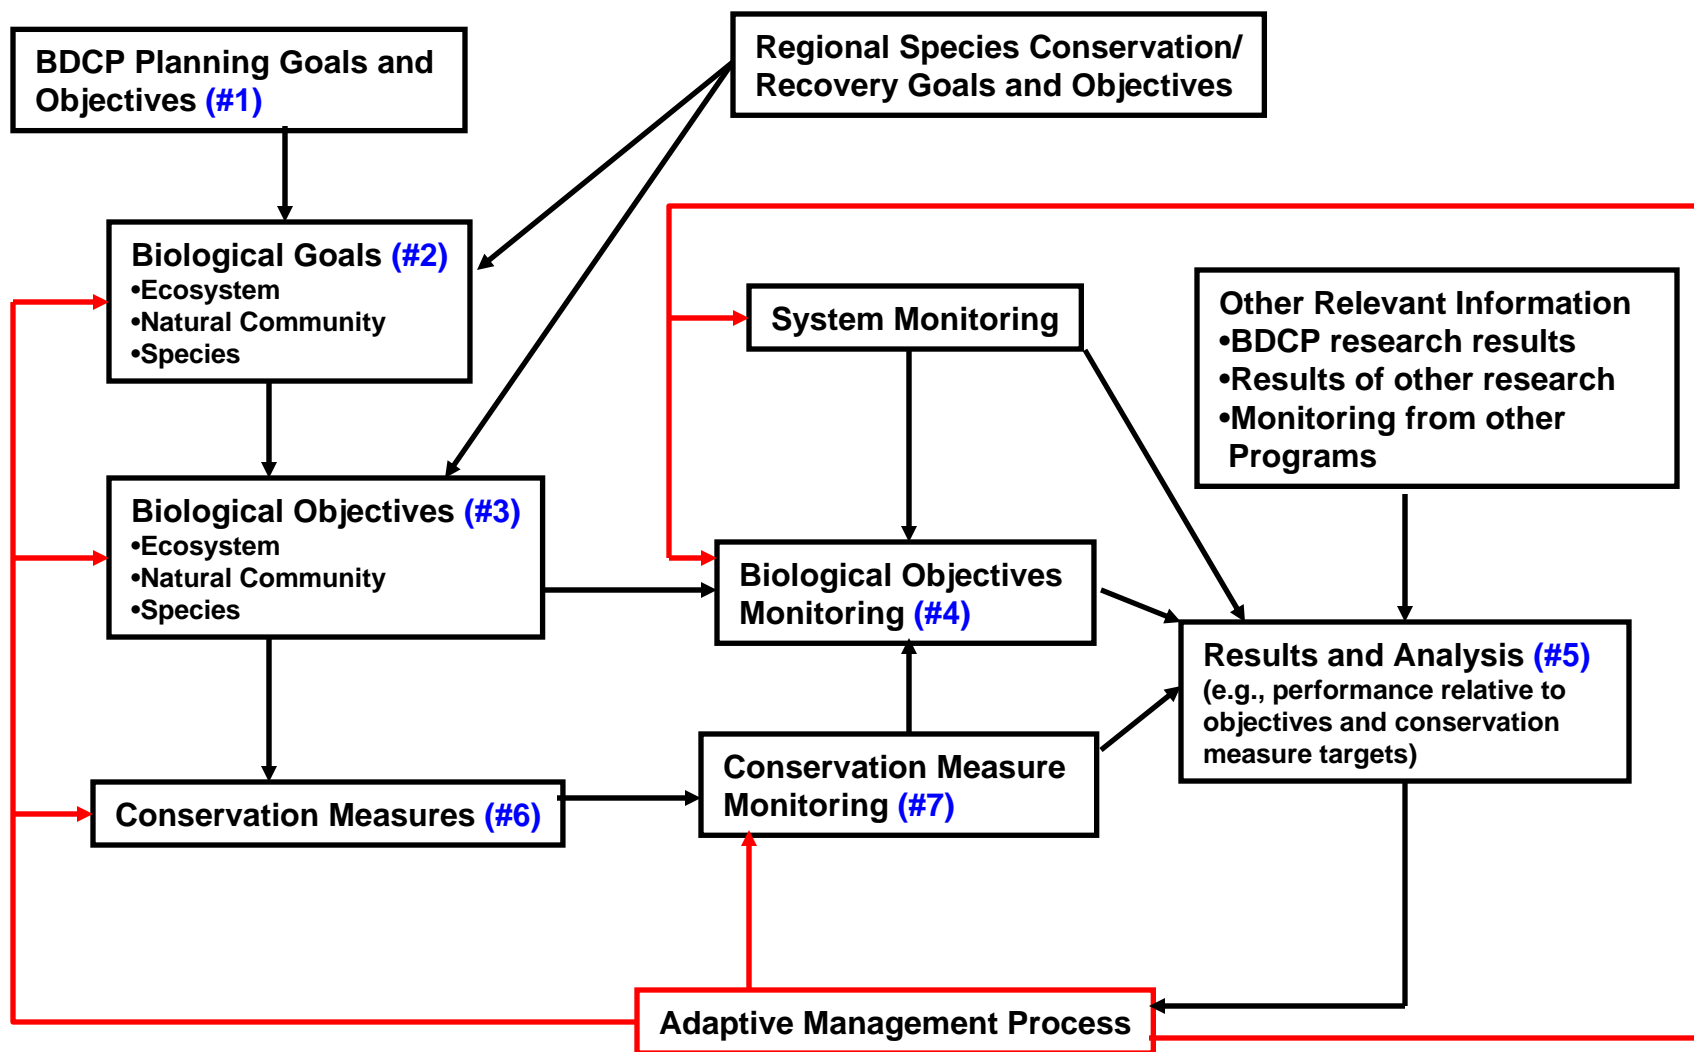 BDCP Planning Goals and
Objectives (#1)
Regional Species Conservation/
Recovery Goals and Objectives
Biological Goals (#2)
•Ecosystem
•Natural Community
•Species
System Monitoring
Other Relevant Information
•BDCP research results
•Results of other research
•Monitoring from other
Programs
Biological Objectives (#3)
•Ecosystem
•Natural Community
•Species
Biological Objectives
Monitoring (#4)
Results and Analysis (#5)
(e.g., performance relative to
objectives and conservation
measure targets)
Conservation Measures (#6)
Conservation Measure
Monitoring (#7)
Adaptive Management Process